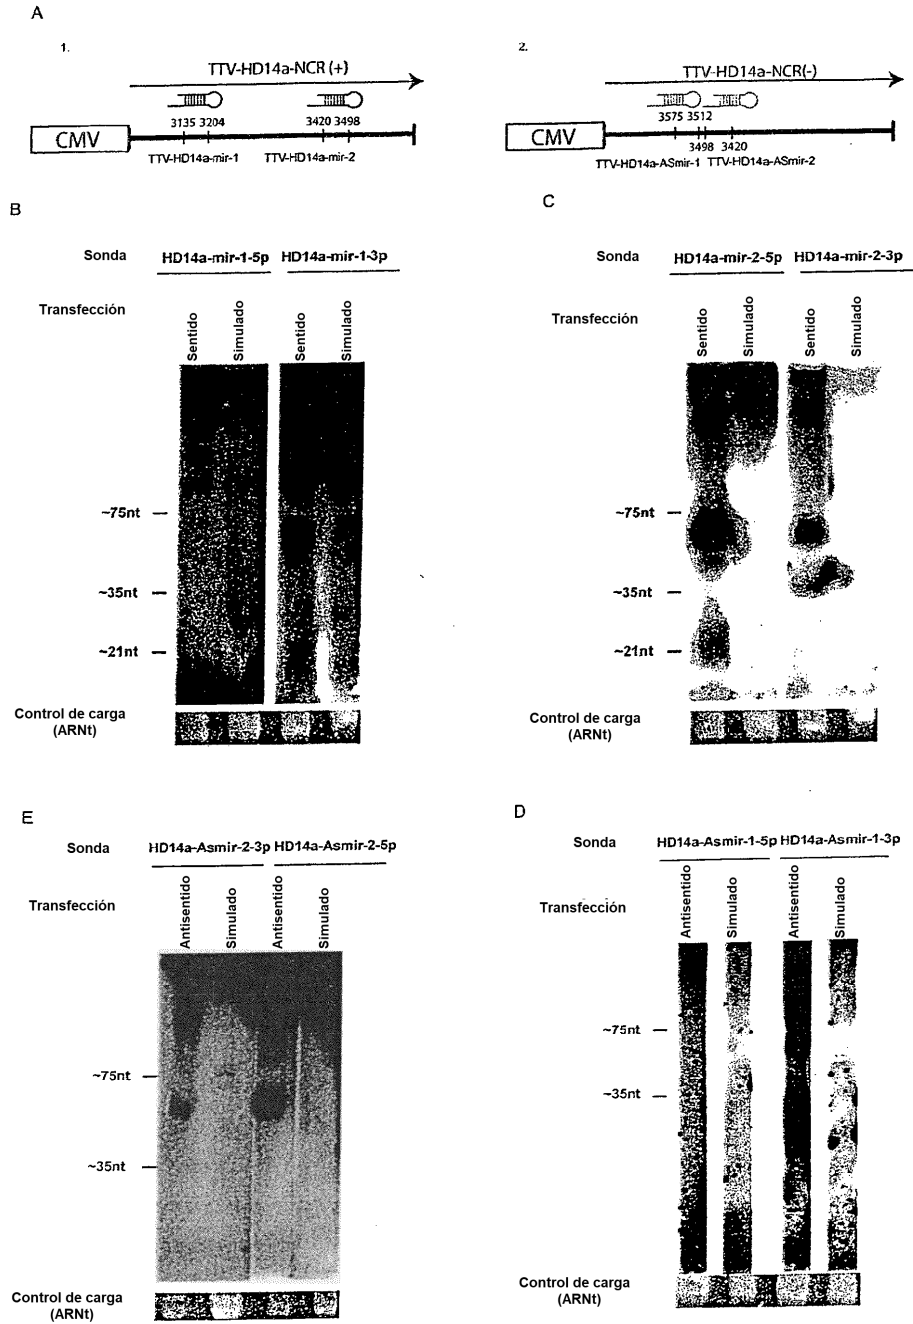 A
1.
TTV-HD14a-NCR (+)
3135 3204
3420 3498
CMV
TTV-HD14a-mir-1
TTV-HD14a-mir-2
2.
TTV-HD14a-NCR(-)
3575 3512
3498 3420
CMV
TTV-HD14a-ASmir-1
TTV-HD14a-ASmir-2
B
Sonda
HD14a-mir-1-5p
HD14a-mir-1-3p
Transfección
Sentido
Simulado
Sentido
Simulado
~75nt
~35nt
~21nt
Control de carga
(ARNt)
C
Sonda
HD14a-mir-2-5p
HD14a-mir-2-3p
Transfección
Sentido
Simulado
Sentido
Simulado
~75nt
~35nt
~21nt
Control de carga
(ARNt)
E
Sonda
HD14a-Asmir-2-3p
HD14a-Asmir-2-5p
Transfección
Antisentido
Simulado
Antisentido
Simulado
~75nt
~35nt
Control de carga
(ARNt)
D
Sonda
HD14a-Asmir-1-5p
HD14a-Asmir-1-3p
Transfección
Antisentido
Simulado
Antisentido
Simulado
~75nt
~35nt
Control de carga
(ARNt)